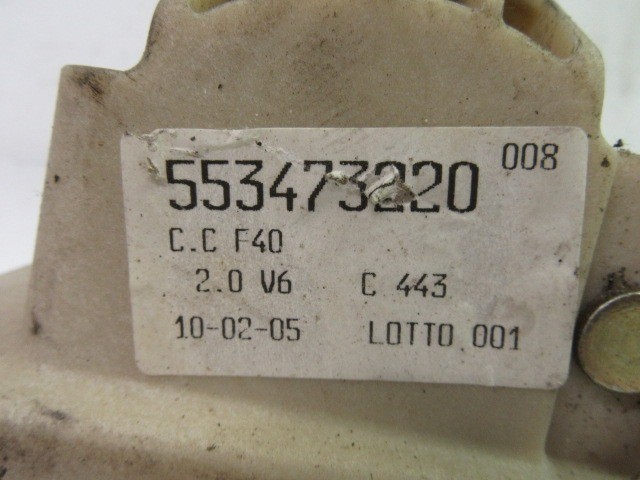 008
553473220
C.C F40
2.0 V6 C 443
10-02-05 LOTTO 001